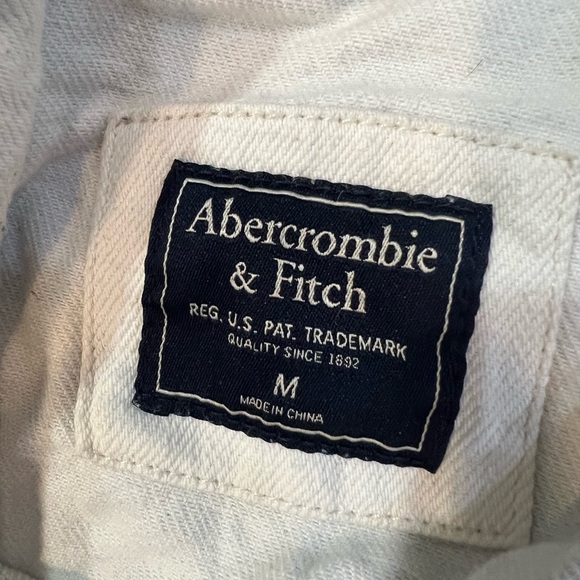 Abercrombie
& Fitch
REG. U.S. PAT. TRADEMARK
QUALITY SINCE 1892
M
MADE IN CHINA